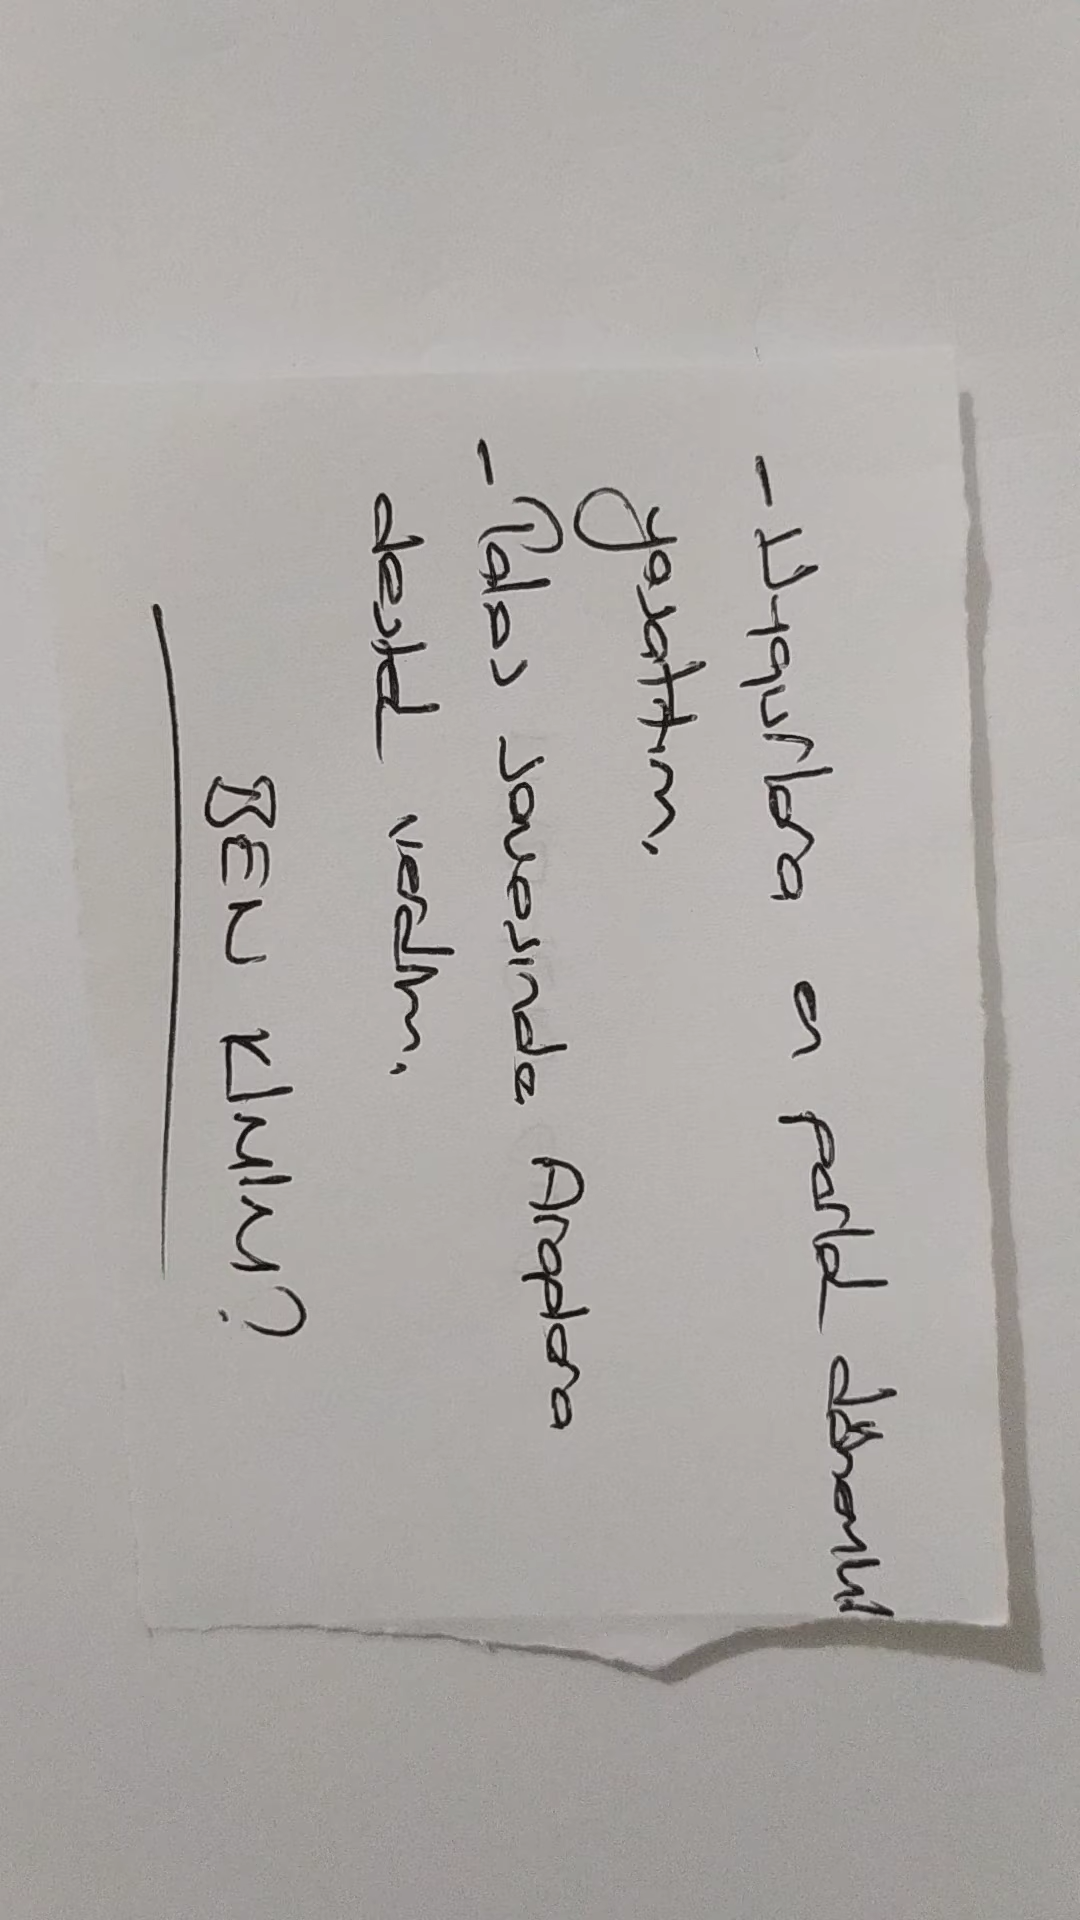 - Uygurlara en parlak dönemini
yaşattım.
- Talas savaşında Araplara
destek verdim.
BEN KİMİM?